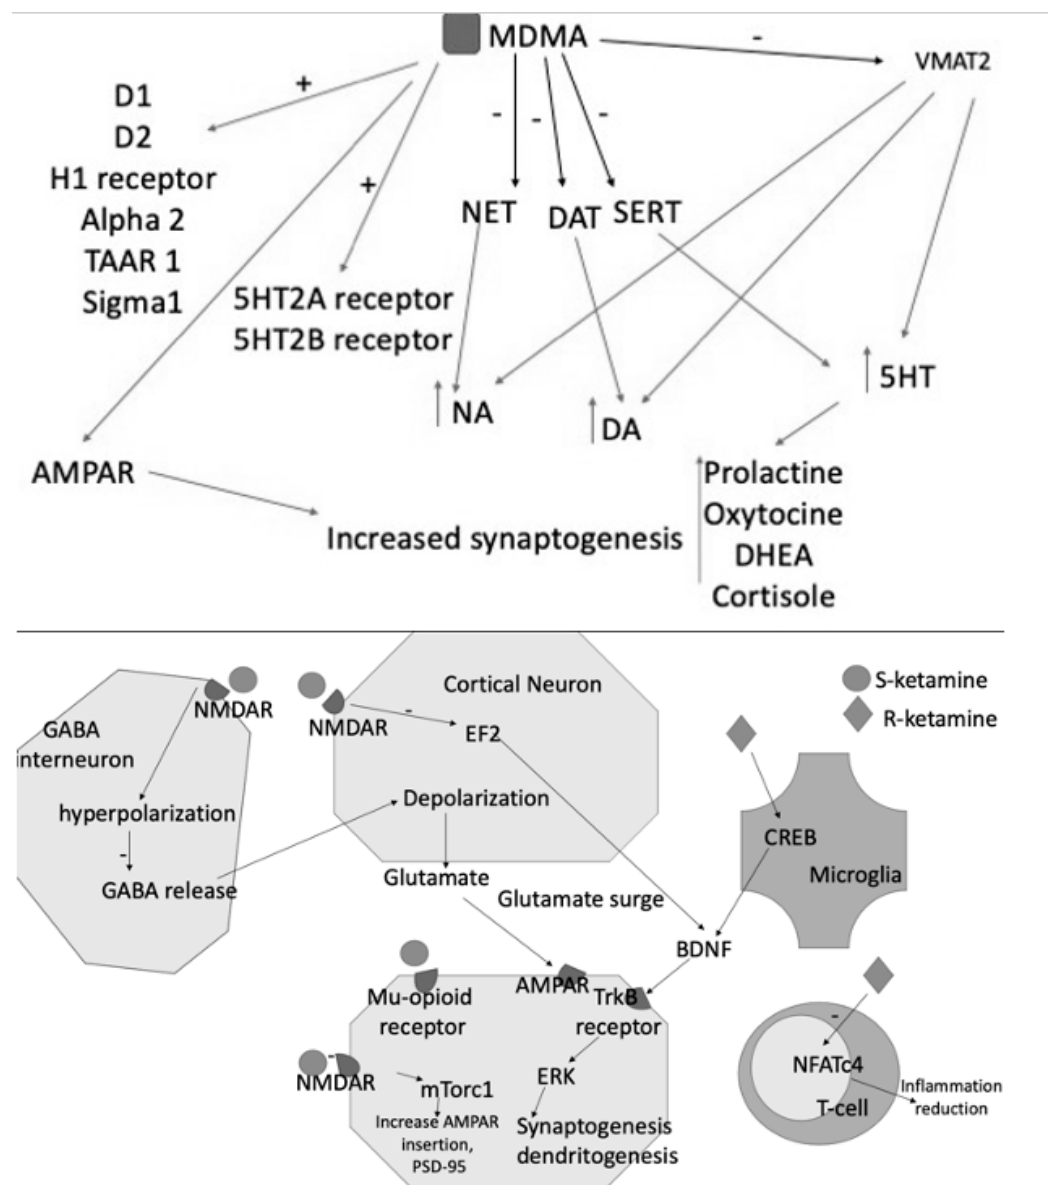 MDMA
-
VMAT2
+
D1
D2
H1 receptor
Alpha 2
TAAR 1
Sigma1
+
5HT2A receptor
5HT2B receptor
-
-
-
NET
DAT
SERT
NA
DA
5HT
AMPAR
Increased synaptogenesis
Prolactine
Oxytocine
DHEA
Cortisole
S-ketamine
R-ketamine
NMDAR
GABA
interneuron
hyperpolarization
-
GABA release
Cortical Neuron
NMDAR
-
EF2
Depolarization
Glutamate
Glutamate surge
CREB
Microglia
BDNF
Mu-opioid
receptor
AMPAR
TrkB
receptor
-
NMDAR
mTorc1
Increase AMPAR
insertion,
PSD-95
ERK
Synaptogenesis
dendritogenesis
-
NFATc4
T-cell
Inflammation
reduction